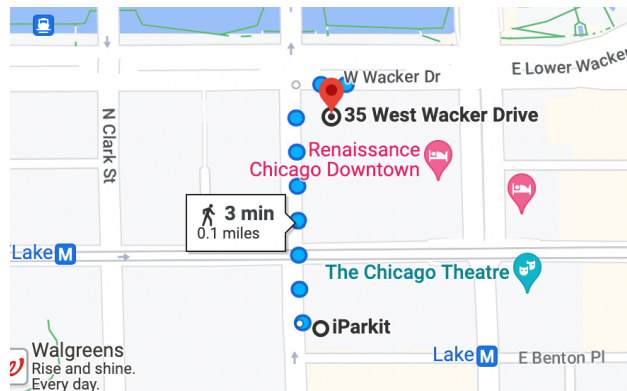 W Wacker Dr
E Lower Wacker
35 West Wacker Drive
N Clark St
Renaissance
Chicago Downtown
3 min
0.1 miles
Lake M
The Chicago Theatre
iParkit
Walgreens
Rise and shine.
Every day.
Lake M
E Benton Pl